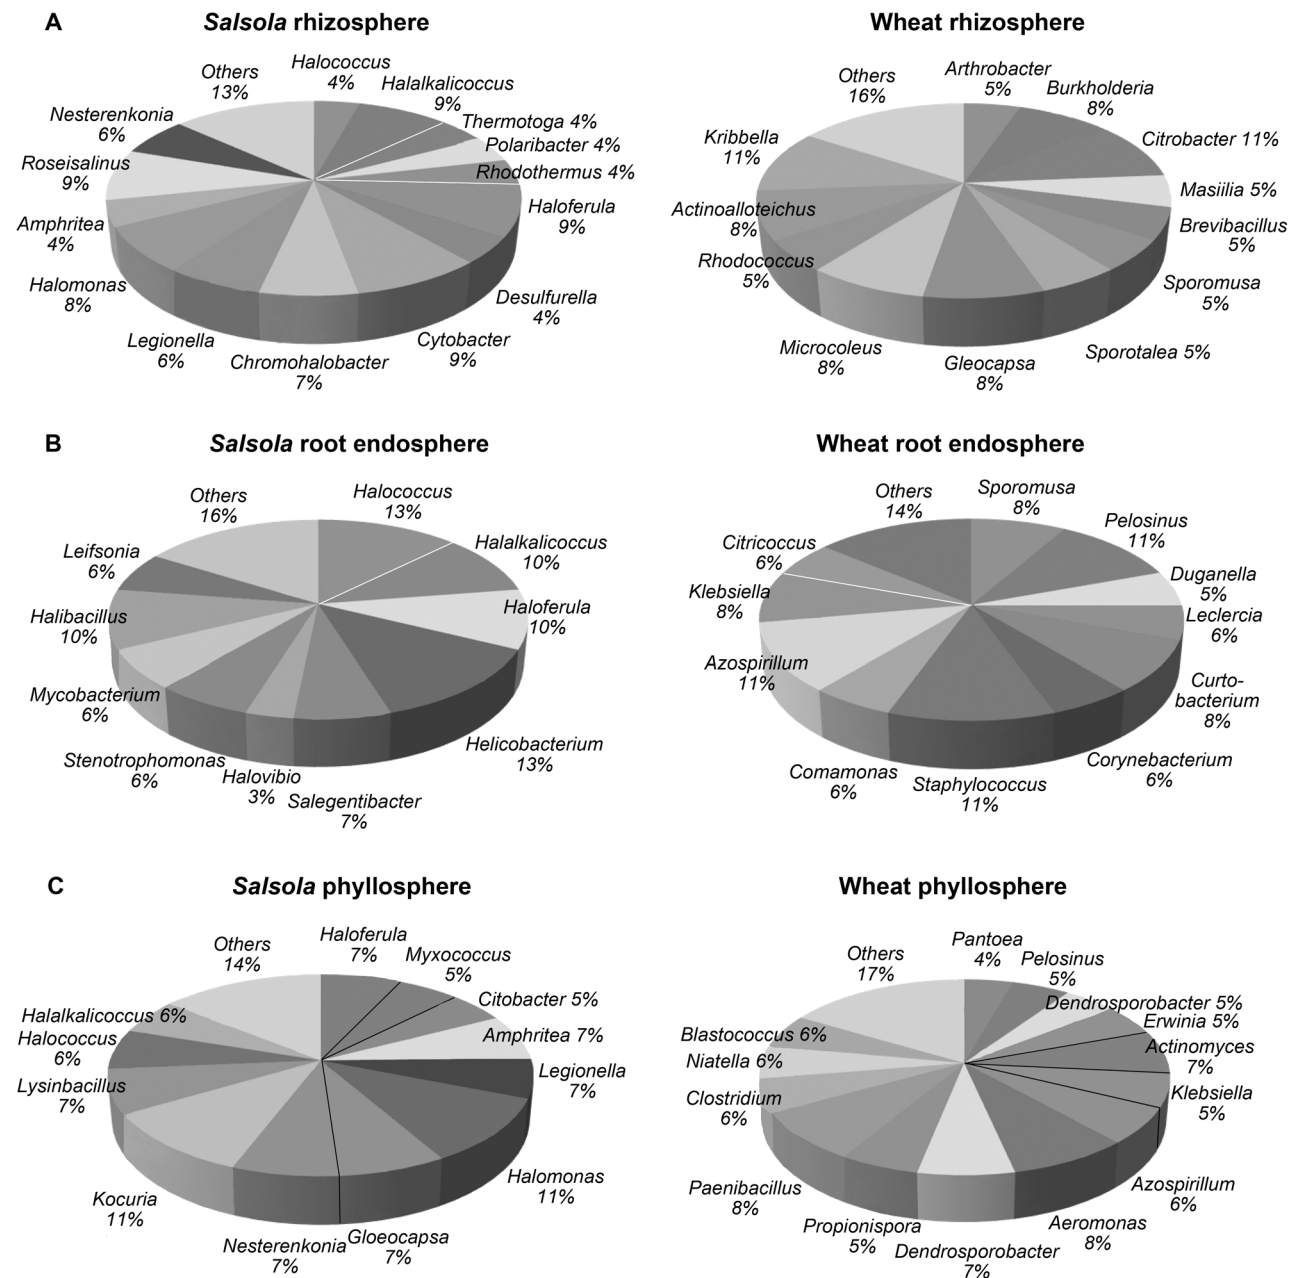 A
Salsola rhizosphere
Halococcus
4%
Halalkalicoccus
9%
Thermotoga 4%
Polaribacter 4%
Rhodothermus 4%
Haloferula
9%
Desulfurella
4%
Cytobacter
9%
Chromohalobacter
7%
Legionella
6%
Halomonas
8%
Amphritea
4%
Roseisalinus
9%
Nesterenkonia
6%
Others
13%
Wheat rhizosphere
Arthrobacter
5%
Burkholderia
8%
Citrobacter 11%
Masiilia 5%
Brevibacillus
5%
Sporomusa
5%
Sporotalea 5%
Gleocapsa
8%
Microcoleus
8%
Rhodococcus
5%
Actinoalloteichus
8%
Kribbella
11%
Others
16%
B
Salsola root endosphere
Halococcus
13%
Halalkalicoccus
10%
Haloferula
10%
Helicobacterium
13%
Salegentibacter
7%
Halovibio
3%
Stenotrophomonas
6%
Mycobacterium
6%
Halibacillus
10%
Leifsonia
6%
Others
16%
Wheat root endosphere
Sporomusa
8%
Pelosinus
11%
Duganella
5%
Leclercia
6%
Curto-
bacterium
8%
Corynebacterium
6%
Staphylococcus
11%
Comamonas
6%
Azospirillum
11%
Klebsiella
8%
Citricoccus
6%
Others
14%
C
Salsola phyllosphere
Haloferula
7%
Myxococcus
5%
Citobacter 5%
Amphritea 7%
Legionella
7%
Halomonas
11%
Gloeocapsa
7%
Nesterenkonia
7%
Kocuria
11%
Lysinbacillus
7%
Halococcus
6%
Halalkalicoccus 6%
Others
14%
Wheat phyllosphere
Pantoea
4%
Pelosinus
5%
Dendrosporobacter 5%
Erwinia 5%
Actinomyces
7%
Klebsiella
5%
Azospirillum
6%
Aeromonas
8%
Dendrosporobacter
7%
Propionispora
5%
Paenibacillus
8%
Clostridium
6%
Niatella 6%
Blastococcus 6%
Others
17%